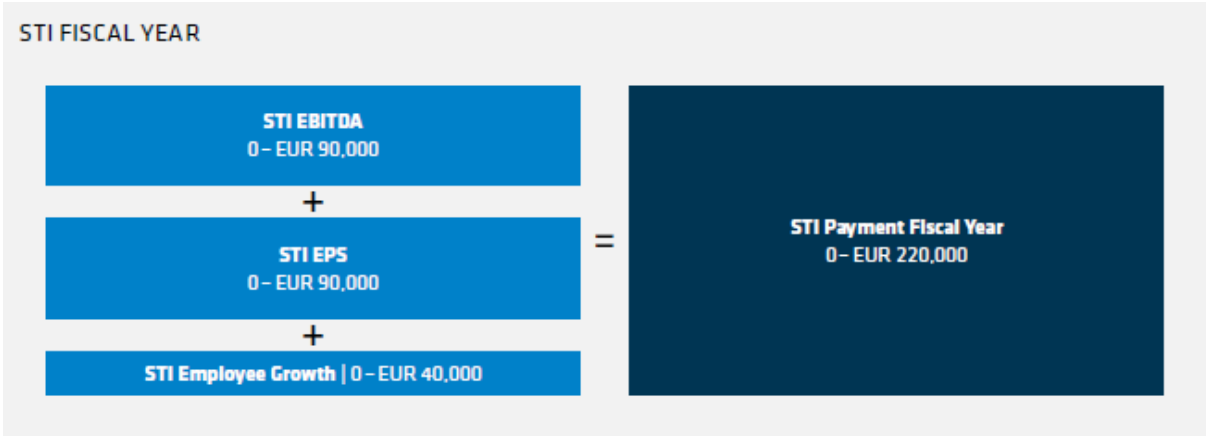 STI FISCAL YEAR
STI EBITDA
0 – EUR 90,000
+
STI EPS
0 – EUR 90,000
+
STI Employee Growth | 0 – EUR 40,000
=
STI Payment Fiscal Year
0 – EUR 220,000